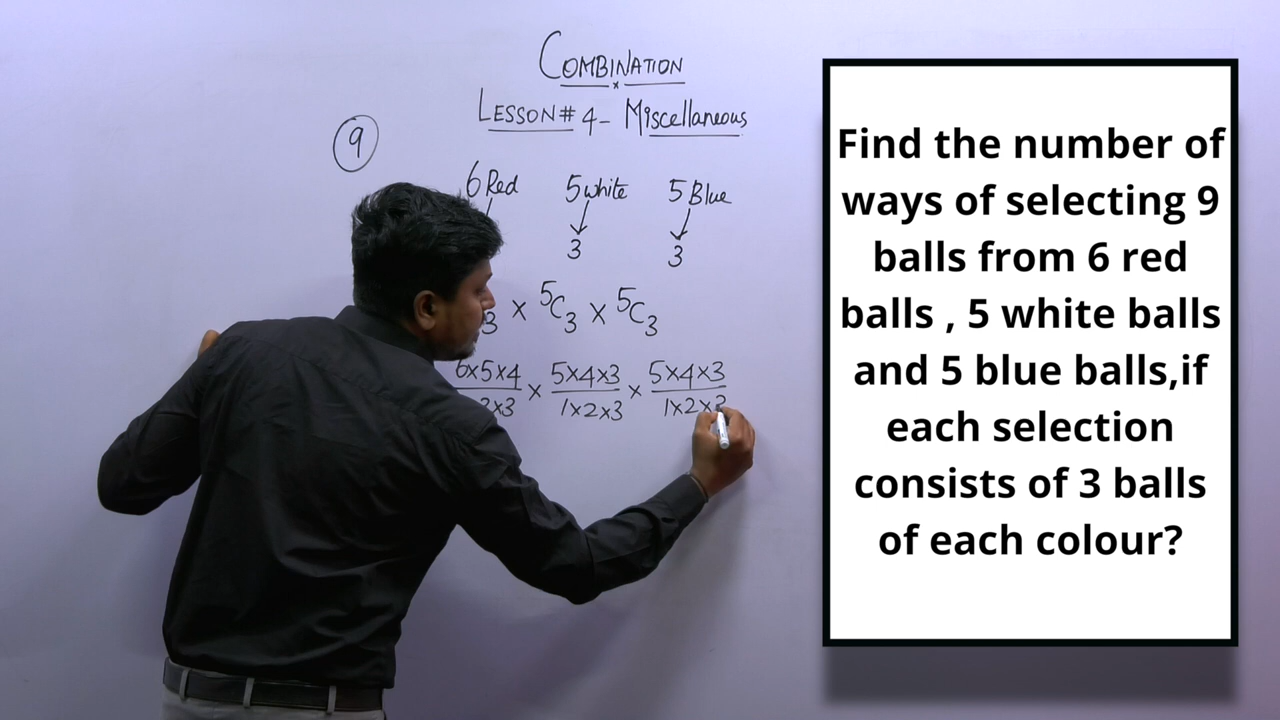 COMBINATION
×
LESSON# 4- Miscellaneous
9
6 Red 5 white 5 Blue
3 3
3 × ⁵C₃ × ⁵C₃
6×5×4 × 5×4×3 × 5×4×3
2×3 1×2×3 1×2×3
Find the number of
ways of selecting 9
balls from 6 red
balls , 5 white balls
and 5 blue balls,if
each selection
consists of 3 balls
of each colour?